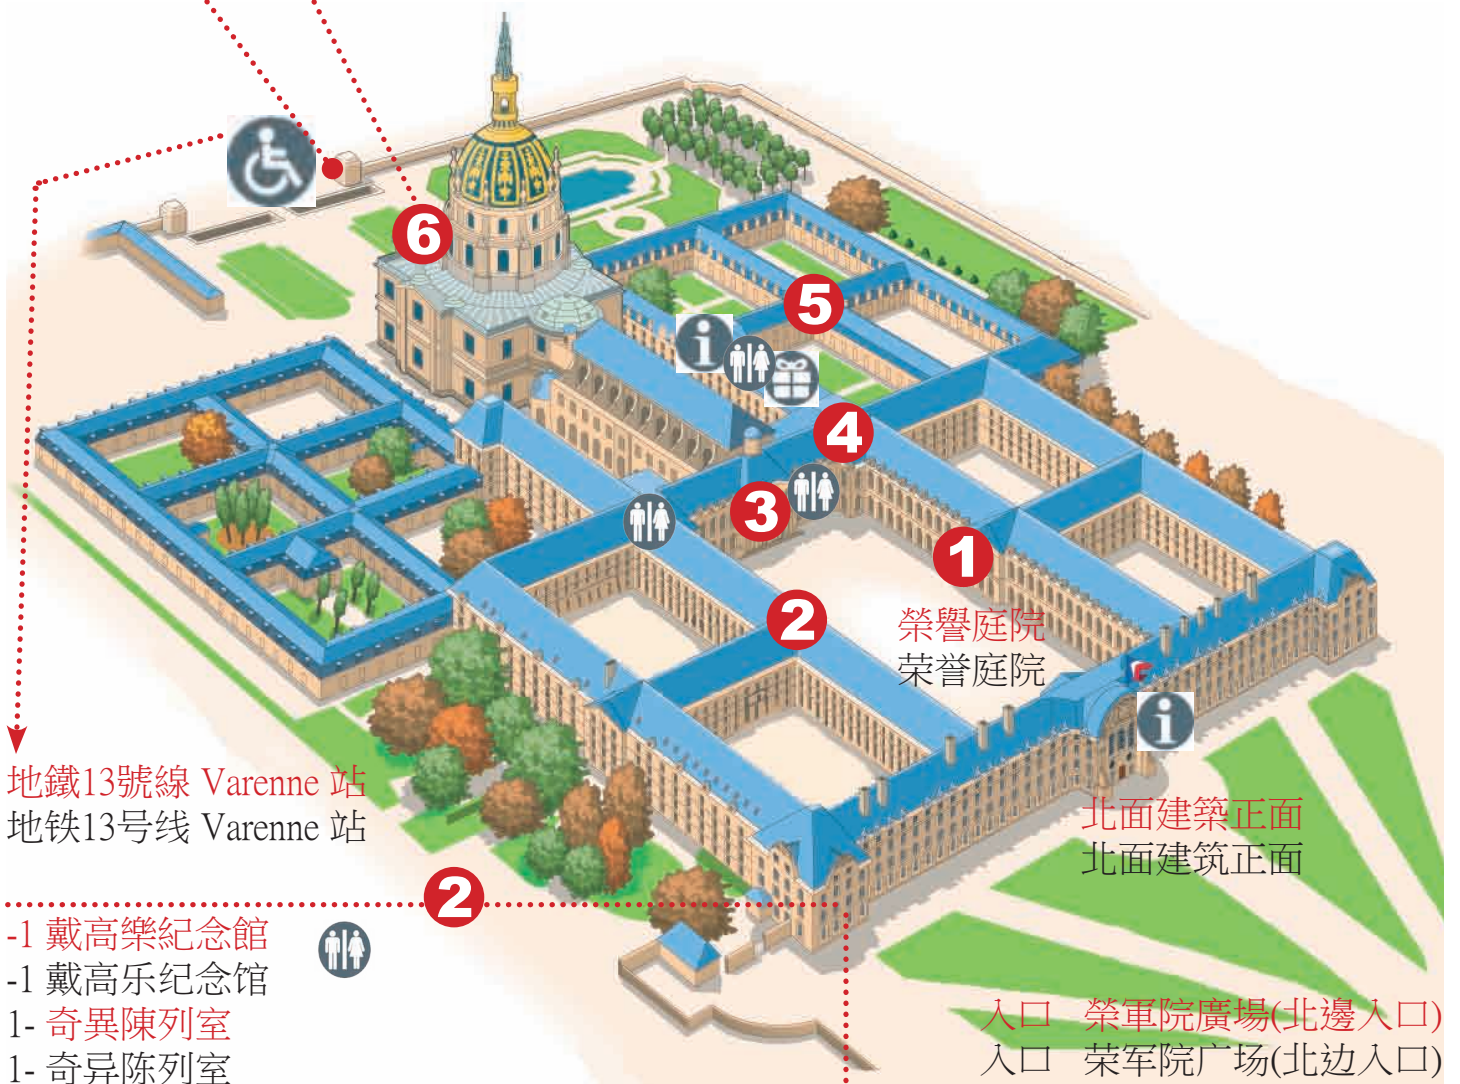 6
5
4
3
1
2
榮譽庭院
荣誉庭院
地鐵13號線 Varenne 站
地铁13号线 Varenne 站
北面建築正面
北面建筑正面
2
-1 戴高樂紀念館
-1 戴高乐纪念馆
1- 奇異陳列室
1- 奇异陈列室
入口 榮軍院廣場(北邊入口)
入口 荣军院广场(北边入口)